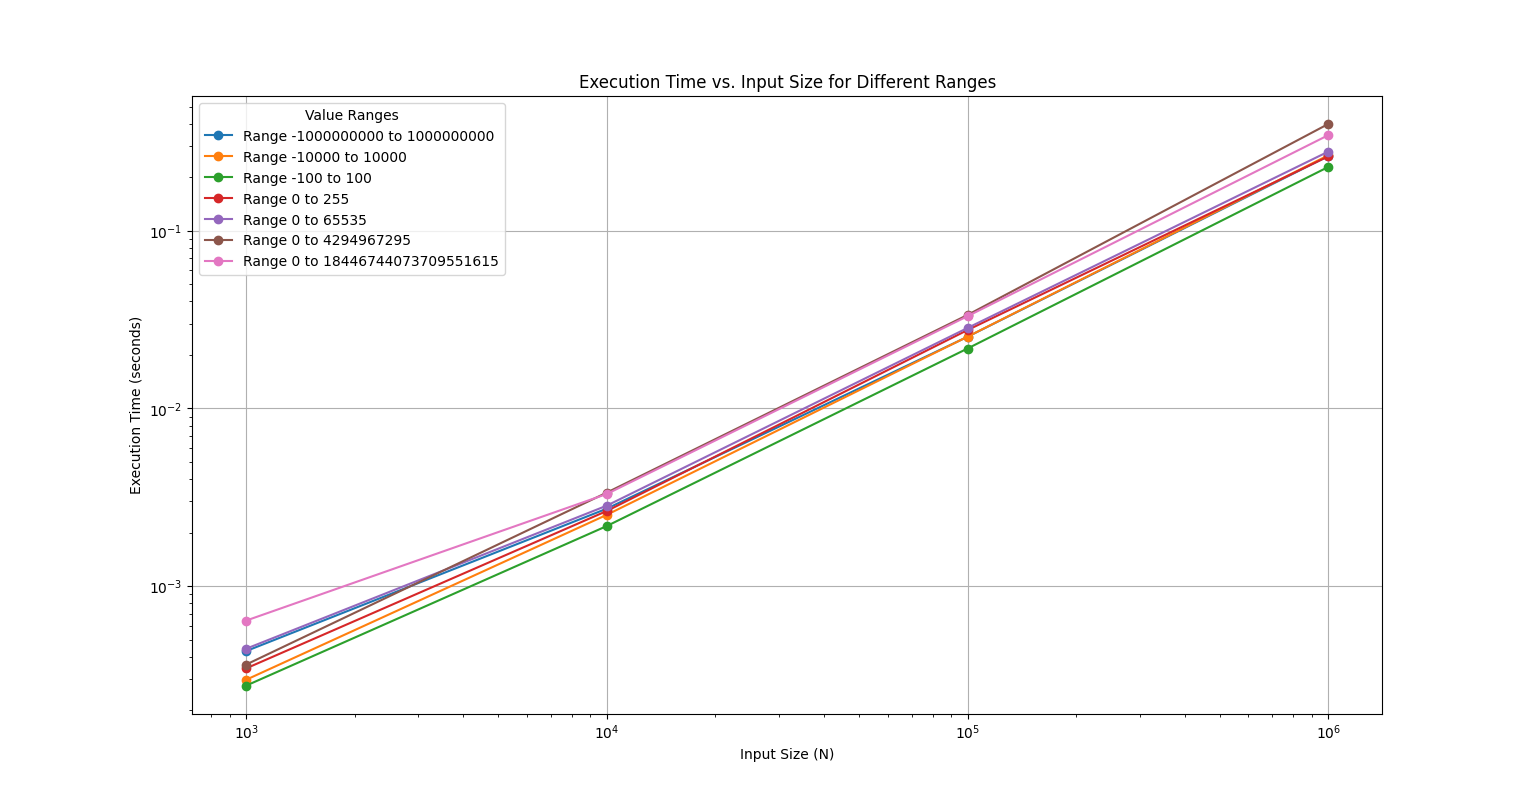 Execution Time vs. Input Size for Different Ranges
Value Ranges
Range -1000000000 to 1000000000
Range -10000 to 10000
Range -100 to 100
Range 0 to 255
Range 0 to 65535
Range 0 to 4294967295
Range 0 to 18446744073709551615
Execution Time (seconds)
10⁻¹
10⁻²
10⁻³
10³ 10⁴ 10⁵ 10⁶
Input Size (N)